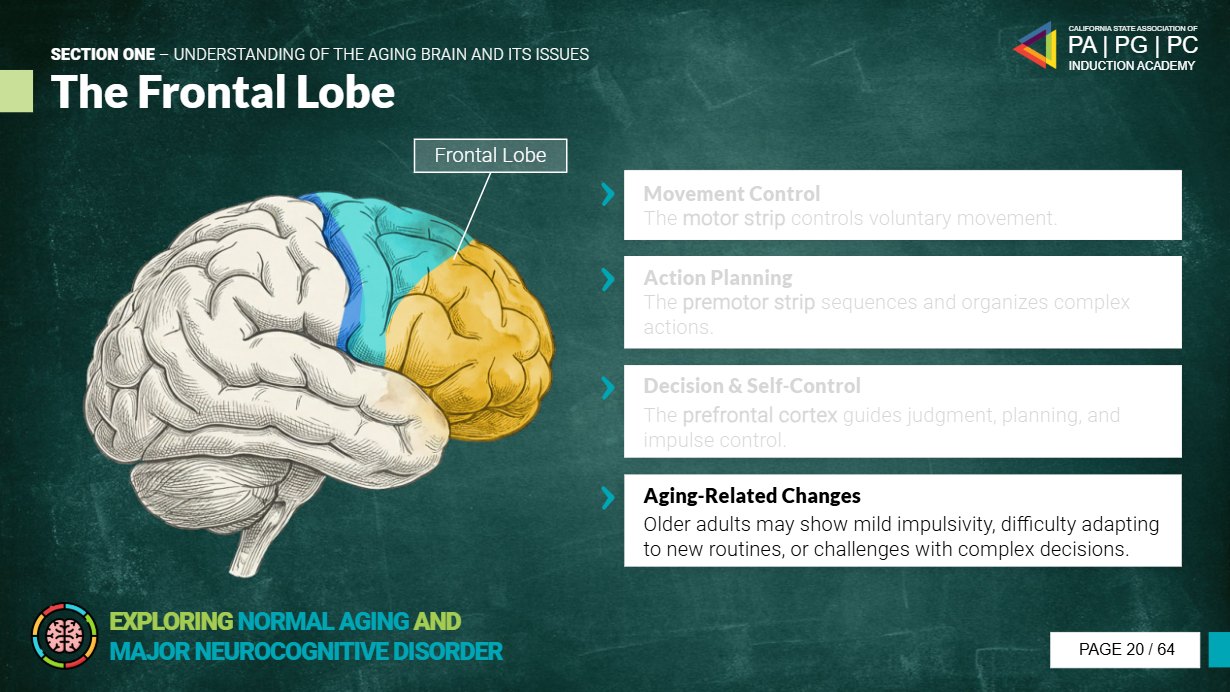 SECTION ONE – UNDERSTANDING OF THE AGING BRAIN AND ITS ISSUES
The Frontal Lobe
CALIFORNIA STATE ASSOCIATION OF
PA | PG | PC
INDUCTION ACADEMY
Frontal Lobe
Movement Control
The motor strip controls voluntary movement.
Action Planning
The premotor strip sequences and organizes complex
actions.
Decision & Self-Control
The prefrontal cortex guides judgment, planning, and
impulse control.
Aging-Related Changes
Older adults may show mild impulsivity, difficulty adapting
to new routines, or challenges with complex decisions.
EXPLORING NORMAL AGING AND
MAJOR NEUROCOGNITIVE DISORDER
PAGE 20 / 64